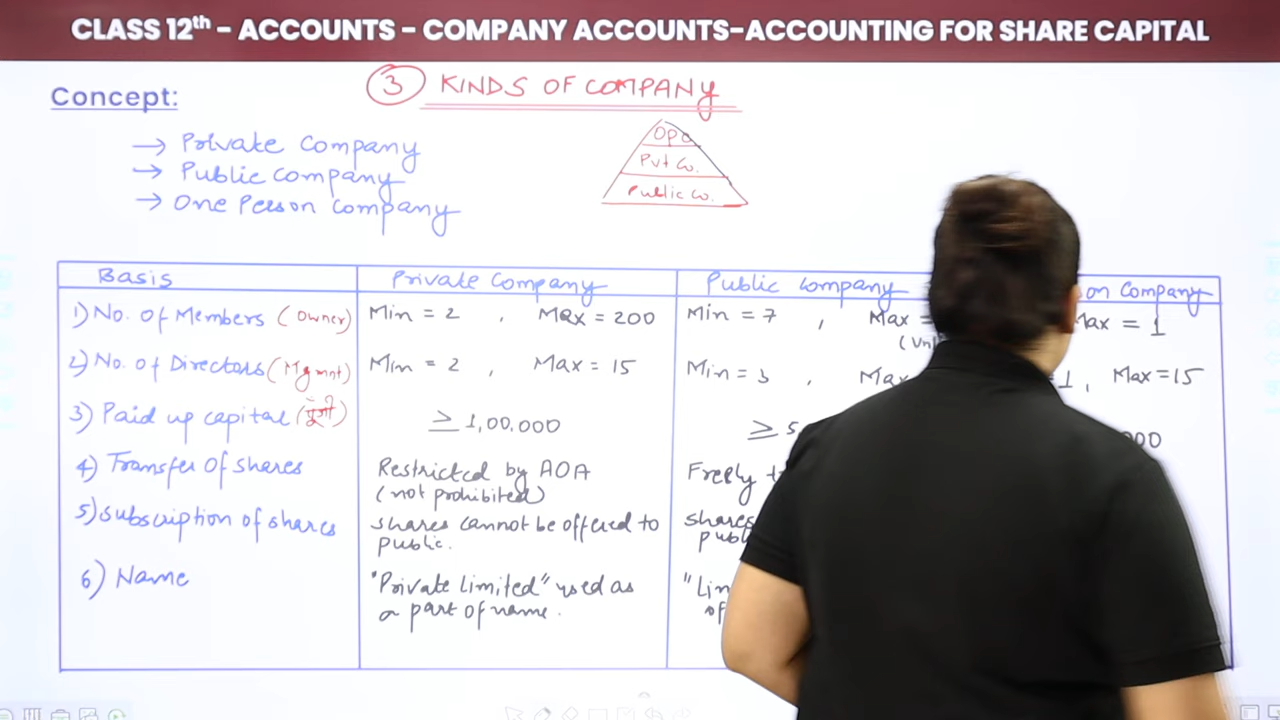 CLASS 12th – ACCOUNTS – COMPANY ACCOUNTS-ACCOUNTING FOR SHARE CAPITAL
Concept:
3 KINDS OF COMPANY
→ Private Company
→ Public Company
→ One Person Company
OPC
Pvt Co.
Public Co.
Basis
Private Company
Public Company
on Company
1) No. of Members (Owner)
Min = 2 , Max = 200
Min = 7 , Max =
Max = 1
2) No. of Directors (Mgmnt)
Min = 2 , Max = 15
Min = 3 ,
1, Max = 15
3) Paid up capital (पूंजी)
≥ 1,00,000
≥ 5
4) Transfer of shares
Restricted by AOA
(not prohibited)
Freely
5) Subscription of shares
shares cannot be offered to
public.
shares
6) Name
"Private Limited" used as
a part of name.
of